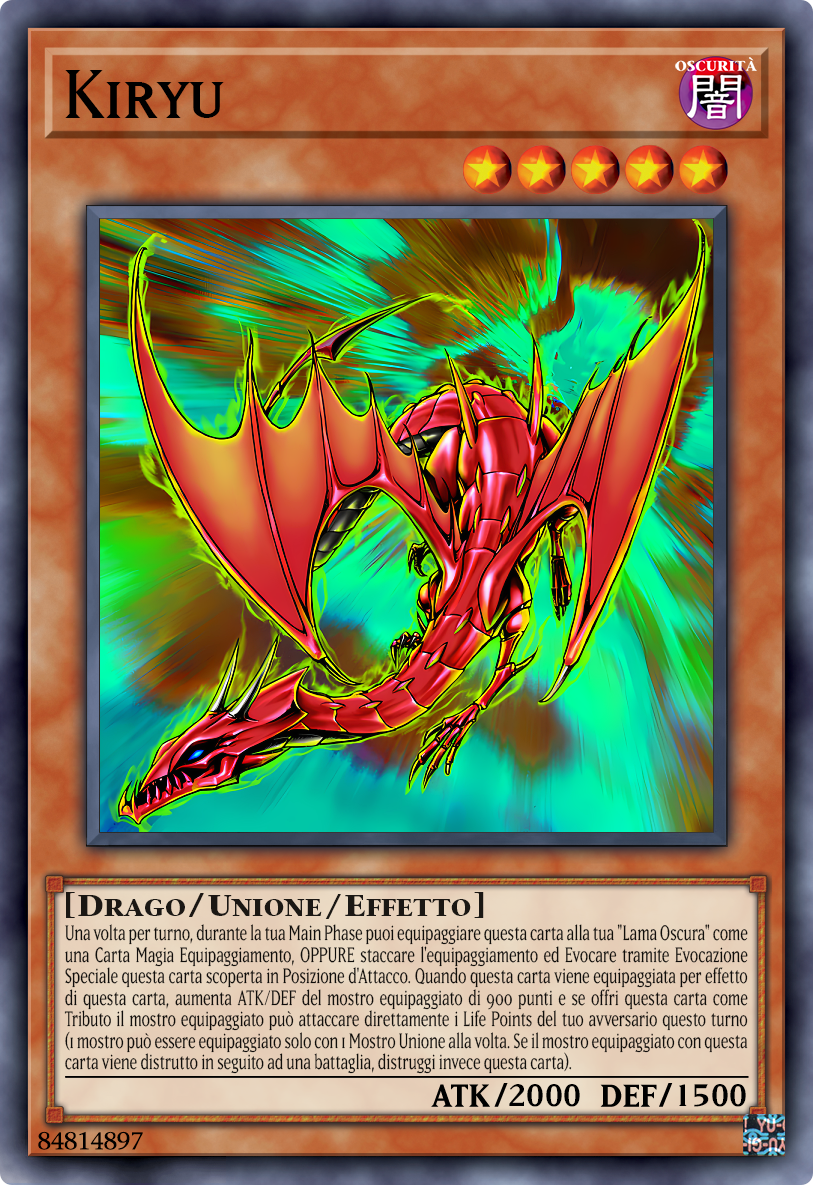 Kiryu
OSCURITÀ
闇
[Drago/Unione/Effetto]
Una volta per turno, durante la tua Main Phase puoi equipaggiare questa carta alla tua "Lama Oscura" come
una Carta Magia Equipaggiamento, OPPURE staccare l'equipaggiamento ed Evocare tramite Evocazione
Speciale questa carta scoperta in Posizione d'Attacco. Quando questa carta viene equipaggiata per effetto
di questa carta, aumenta ATK/DEF del mostro equipaggiato di 900 punti e se offri questa carta come
Tributo il mostro equipaggiato può attaccare direttamente i Life Points del tuo avversario questo turno
(1 mostro può essere equipaggiato solo con 1 Mostro Unione alla volta. Se il mostro equipaggiato con questa
carta viene distrutto in seguito ad una battaglia, distruggi invece questa carta).
ATK/2000 DEF/1500
84814897